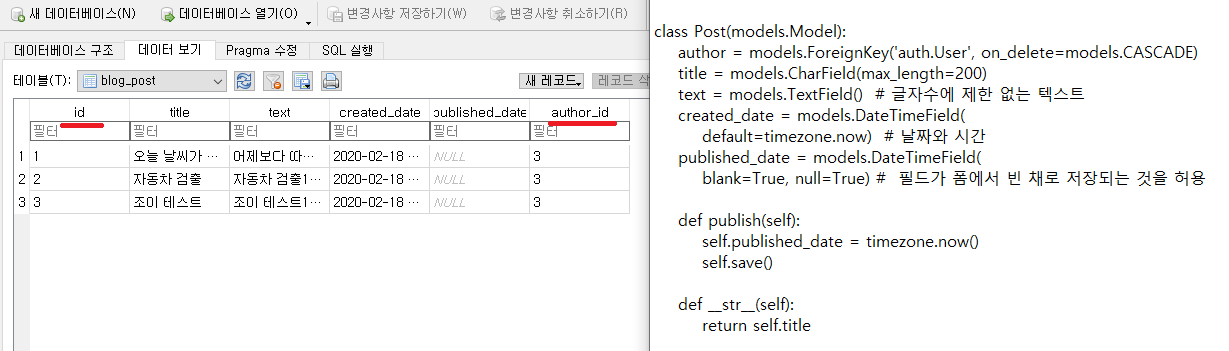 새 데이터베이스(N) 데이터베이스 열기(O) 변경사항 저장하기(W) 변경사항 취소하기(R)
데이터베이스 구조 데이터 보기 Pragma 수정 SQL 실행
테이블(T): blog_post 새 레코드 레코드 삭
id title text created_date published_date author_id
필터 필터 필터 필터 필터 필터
1 1 오늘 날씨가 … 어제보다 따… 2020-02-18 … NULL 3
2 2 자동차 검출 자동차 검출1… 2020-02-18 … NULL 3
3 3 조이 테스트 조이 테스트1… 2020-02-18 … NULL 3
class Post(models.Model):
author = models.ForeignKey('auth.User', on_delete=models.CASCADE)
title = models.CharField(max_length=200)
text = models.TextField() # 글자수에 제한 없는 텍스트
created_date = models.DateTimeField(
default=timezone.now) # 날짜와 시간
published_date = models.DateTimeField(
blank=True, null=True) # 필드가 폼에서 빈 채로 저장되는 것을 허용
def publish(self):
self.published_date = timezone.now()
self.save()
def __str__(self):
return self.title